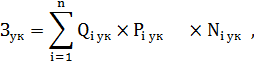 З_ук = ∑_{i=1}^{n} Q_{i ук} × P_{i ук} × N_{i ук} ,